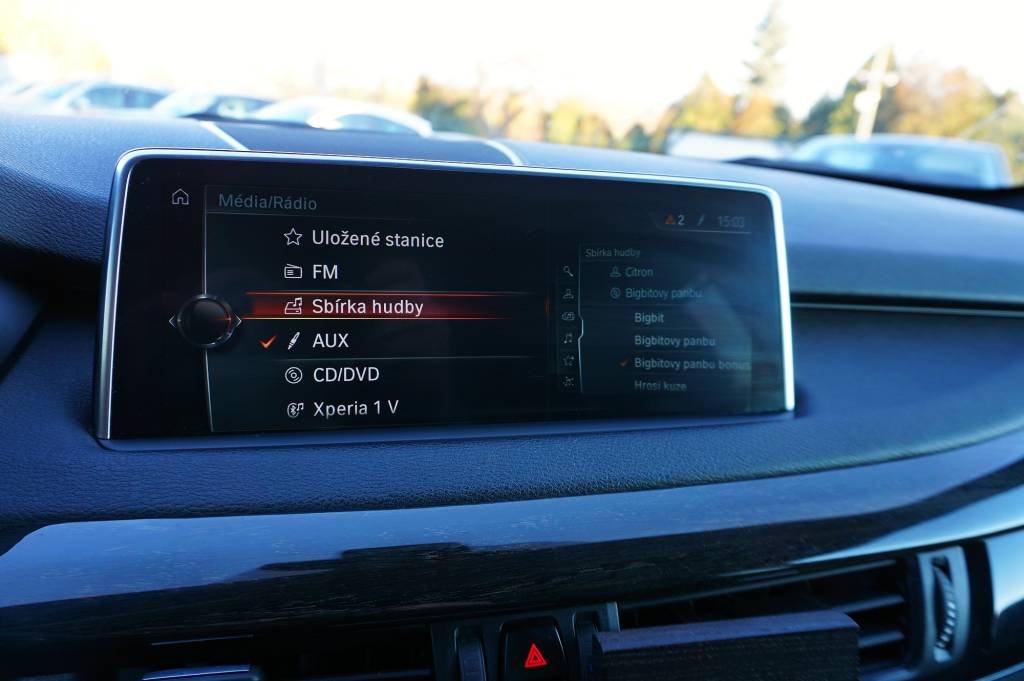 Média/Rádio
Uložené stanice
FM
Sbírka hudby
AUX
CD/DVD
Xperia 1 V
2 15:03
Sbírka hudby
Citron
Bigbitovy panbu
Bigbit
Bigbitovy panbu
Bigbitovy panbu bonus
Hrosi kuze